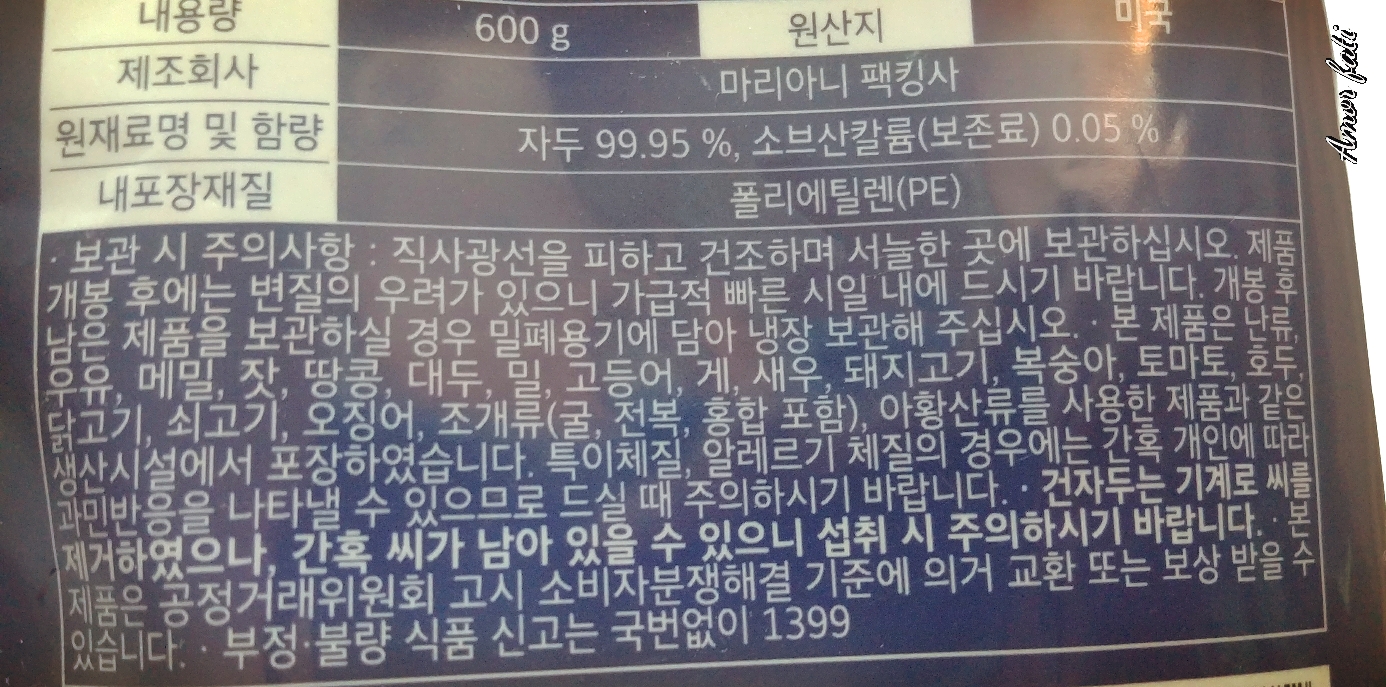 내용량 600 g 원산지 미국
제조회사 마리아니 팩킹사
원재료명 및 함량 자두 99.95 %, 소브산칼륨(보존료) 0.05 %
내포장재질 폴리에틸렌(PE)
· 보관 시 주의사항 : 직사광선을 피하고 건조하며 서늘한 곳에 보관하십시오. 제품
개봉 후에는 변질의 우려가 있으니 가급적 빠른 시일 내에 드시기 바랍니다. 개봉 후
남은 제품을 보관하실 경우 밀폐용기에 담아 냉장 보관해 주십시오. · 본 제품은 난류,
우유, 메밀, 잣, 땅콩, 대두, 밀, 고등어, 게, 새우, 돼지고기, 복숭아, 토마토, 호두,
닭고기, 쇠고기, 오징어, 조개류(굴, 전복, 홍합 포함), 아황산류를 사용한 제품과 같은
생산시설에서 포장하였습니다. 특이체질, 알레르기 체질의 경우에는 간혹 개인에 따라
과민반응을 나타낼 수 있으므로 드실 때 주의하시기 바랍니다. · 건자두는 기계로 씨를
제거하였으나, 간혹 씨가 남아 있을 수 있으니 섭취 시 주의하시기 바랍니다. · 본
제품은 공정거래위원회 고시 소비자분쟁해결 기준에 의거 교환 또는 보상 받을 수
있습니다. · 부정·불량 식품 신고는 국번없이 1399
Amor fati